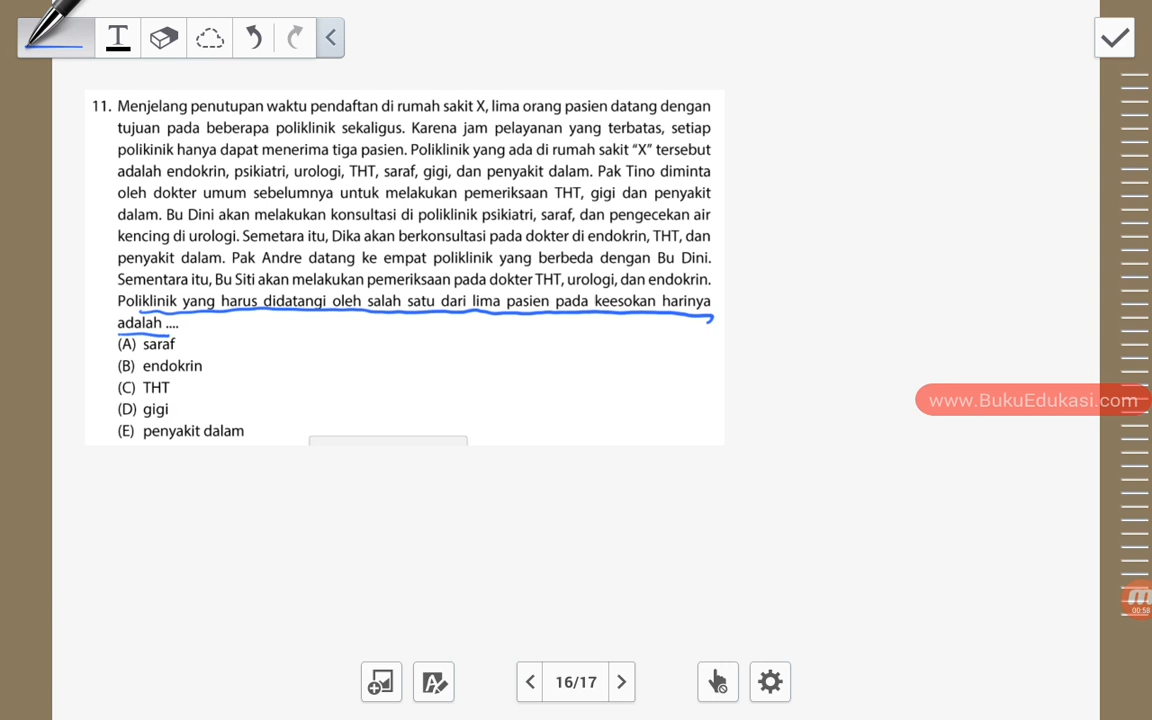 T
11. Menjelang penutupan waktu pendaftan di rumah sakit X, lima orang pasien datang dengan
tujuan pada beberapa poliklinik sekaligus. Karena jam pelayanan yang terbatas, setiap
polikinik hanya dapat menerima tiga pasien. Poliklinik yang ada di rumah sakit “X” tersebut
adalah endokrin, psikiatri, urologi, THT, saraf, gigi, dan penyakit dalam. Pak Tino diminta
oleh dokter umum sebelumnya untuk melakukan pemeriksaan THT, gigi dan penyakit
dalam. Bu Dini akan melakukan konsultasi di poliklinik psikiatri, saraf, dan pengecekan air
kencing di urologi. Semetara itu, Dika akan berkonsultasi pada dokter di endokrin, THT, dan
penyakit dalam. Pak Andre datang ke empat poliklinik yang berbeda dengan Bu Dini.
Sementara itu, Bu Siti akan melakukan pemeriksaan pada dokter THT, urologi, dan endokrin.
Poliklinik yang harus didatangi oleh salah satu dari lima pasien pada keesokan harinya
adalah ....
(A) saraf
(B) endokrin
(C) THT
(D) gigi
(E) penyakit dalam
www.BukuEdukasi.com
00:58
16/17